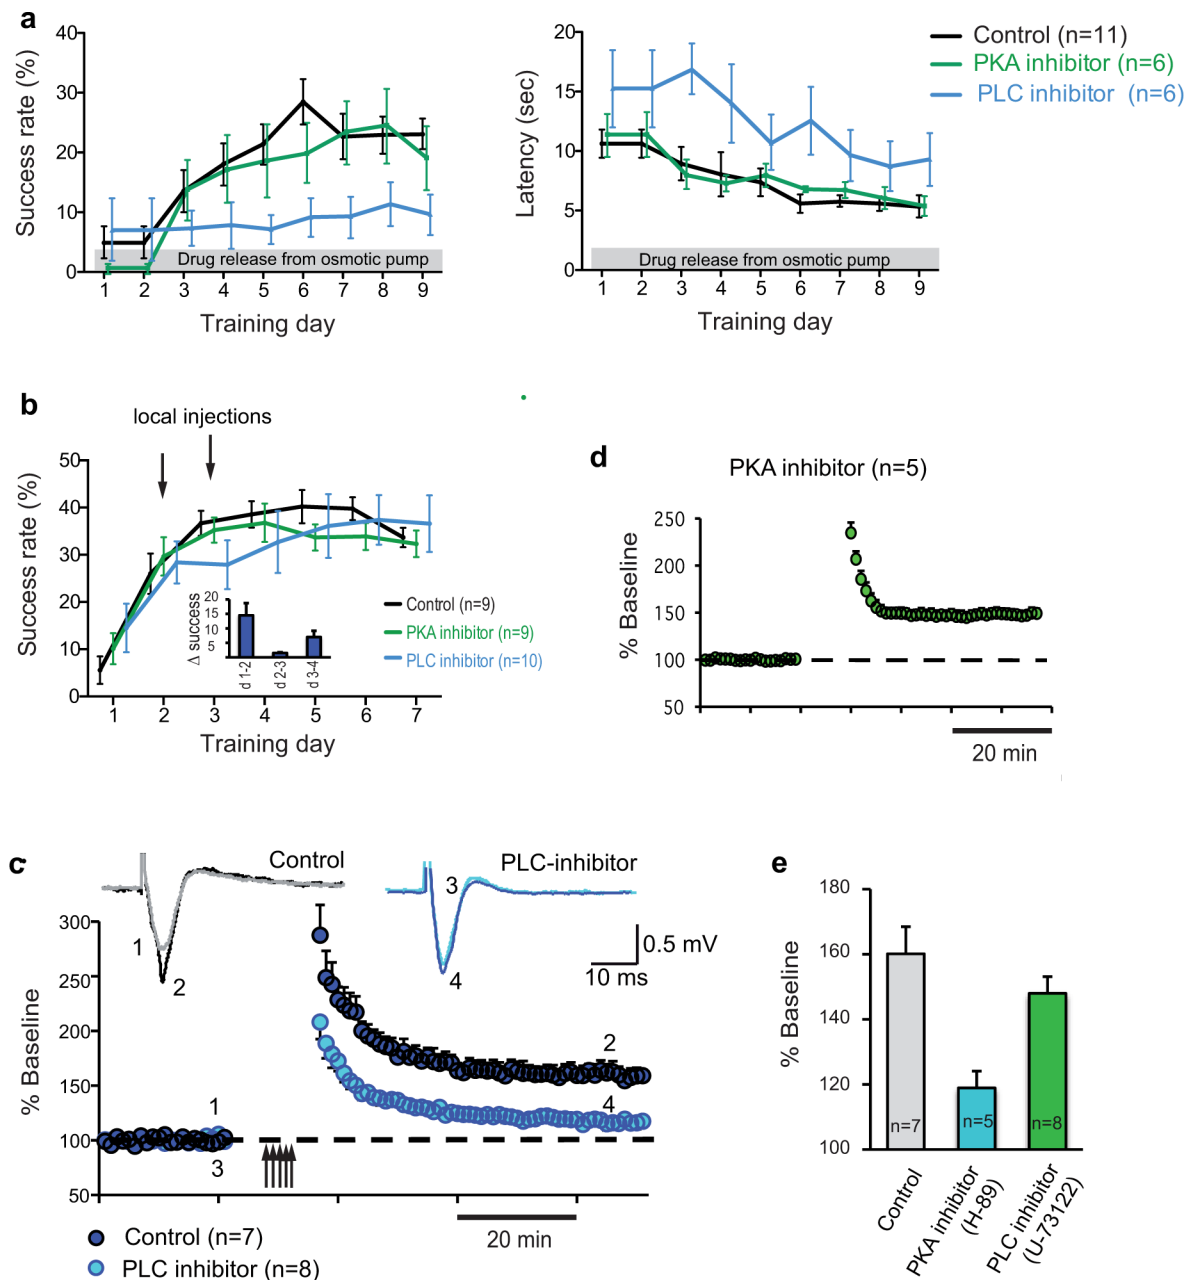 a
40
30
20
10
0
Success rate (%)
Drug release from osmotic pump
1 2 3 4 5 6 7 8 9
Training day
20
15
10
5
0
Latency (sec)
Drug release from osmotic pump
1 2 3 4 5 6 7 8 9
Training day
Control (n=11)
PKA inhibitor (n=6)
PLC inhibitor (n=6)
b
local injections
50
40
30
20
10
0
Success rate (%)
20
15
10
5
Δ success
d 1-2
d 2-3
d 3-4
Control (n=9)
PKA inhibitor (n=9)
PLC inhibitor (n=10)
1 2 3 4 5 6 7
Training day
d
PKA inhibitor (n=5)
250
200
150
100
50
% Baseline
20 min
c
Control
PLC-inhibitor
1
2
3
4
0.5 mV
10 ms
300
250
200
150
100
50
% Baseline
2
4
1
3
20 min
Control (n=7)
PLC inhibitor (n=8)
e
180
160
140
120
100
% Baseline
n=7
n=5
n=8
Control
PKA inhibitor
(H-89)
PLC inhibitor
(U-73122)